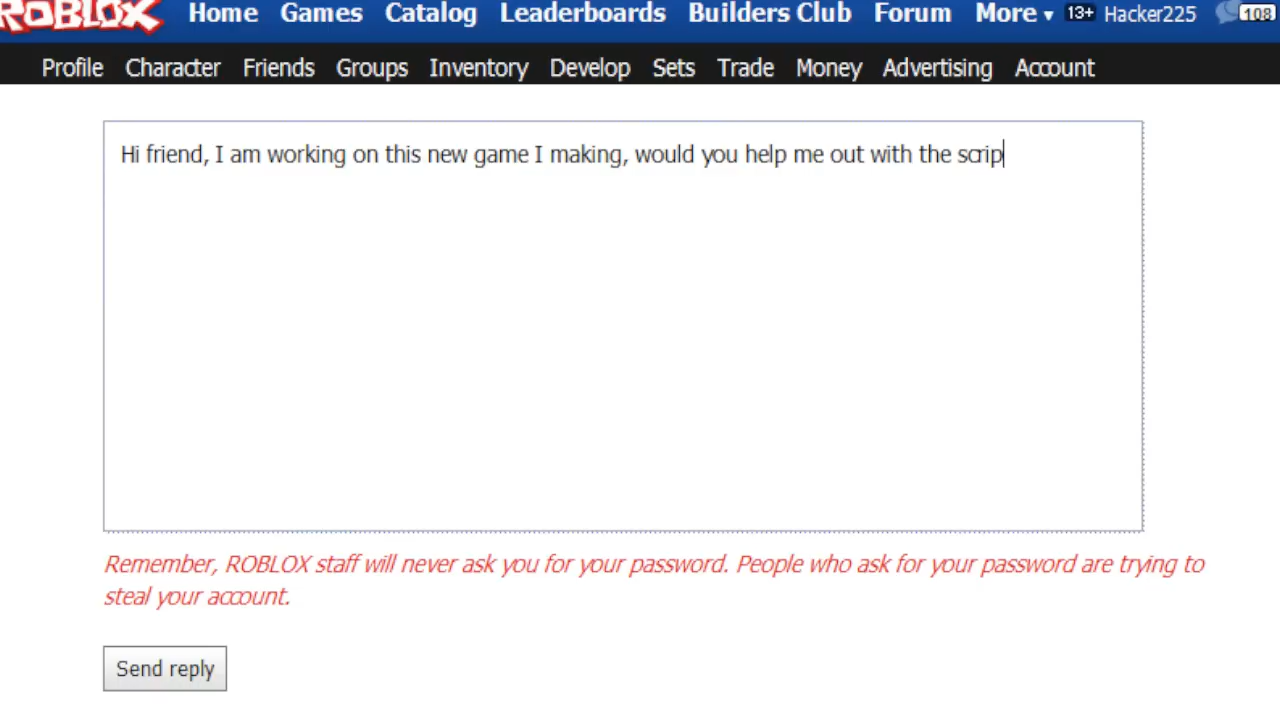 ROBLOX Home Games Catalog Leaderboards Builders Club Forum More ▾ 13+ Hacker225 108
Profile Character Friends Groups Inventory Develop Sets Trade Money Advertising Account
Hi friend, I am working on this new game I making, would you help me out with the scrip
Remember, ROBLOX staff will never ask you for your password. People who ask for your password are trying to
steal your account.
Send reply